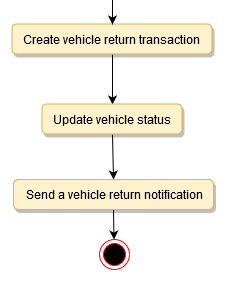 Create vehicle return transaction
Update vehicle status
Send a vehicle return notification